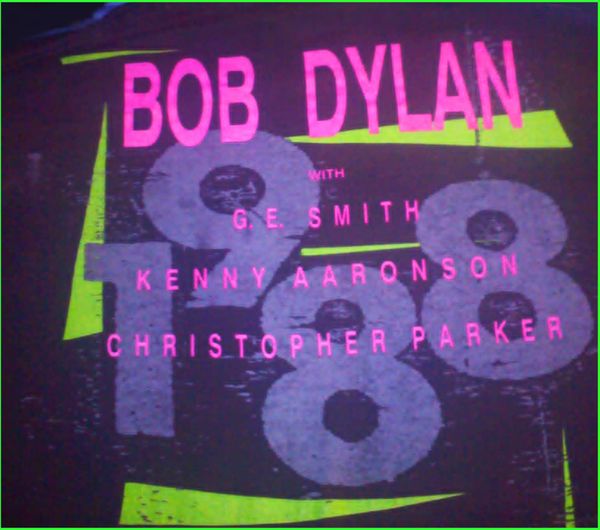 BOB DYLAN
WITH
G. E. SMITH
KENNY AARONSON
CHRISTOPHER PARKER
1988